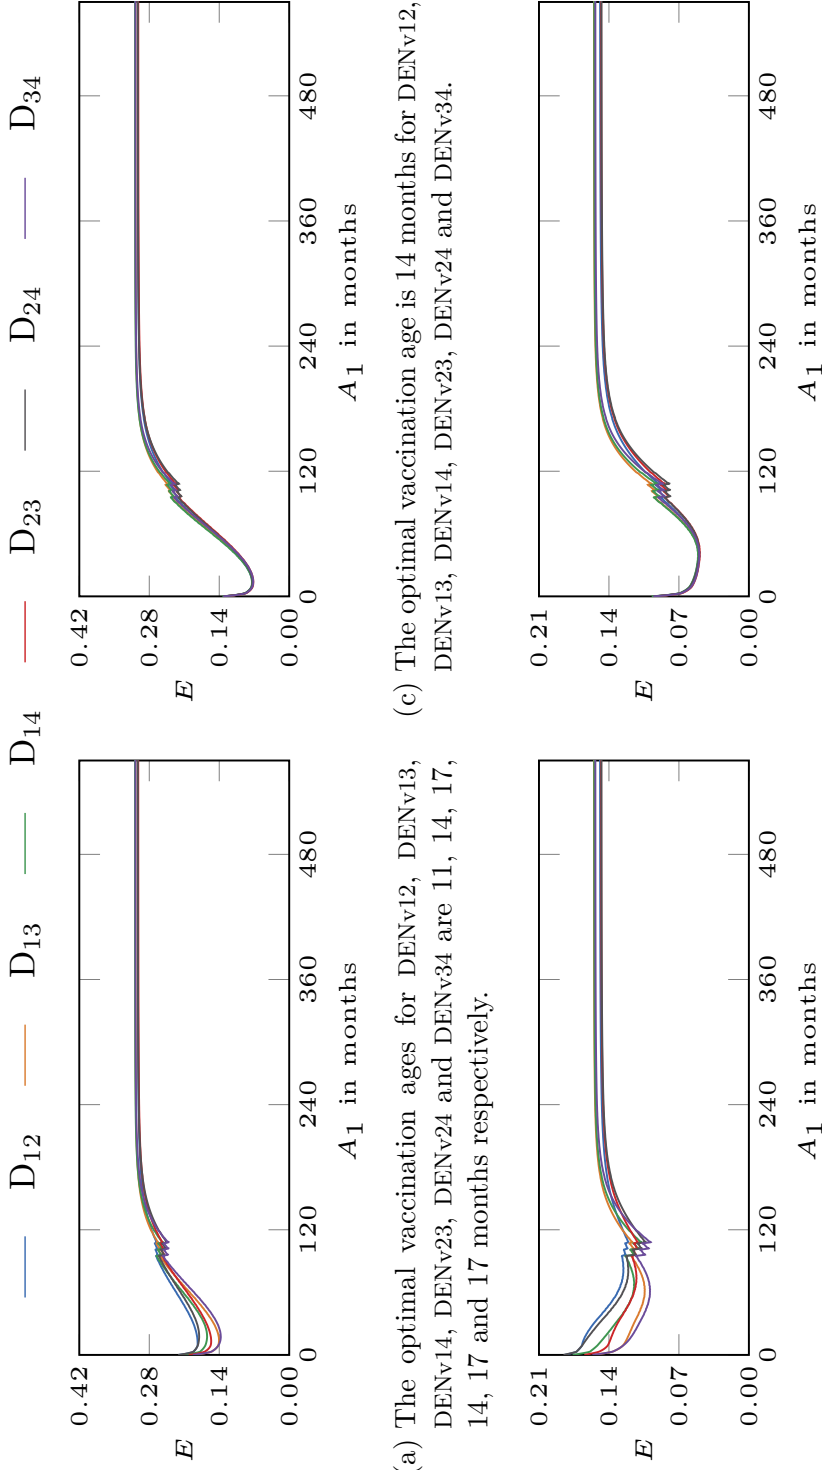 D12 D13 D14 D23 D24 D34
0.42
0.28
0.14
0.00
E
0 120 240 360 480
A1 in months
(a) The optimal vaccination ages for DENv12, DENv13,
DENv14, DENv23, DENv24 and DENv34 are 11, 14, 17,
14, 17 and 17 months respectively.
0.42
0.28
0.14
0.00
E
0 120 240 360 480
A1 in months
(c) The optimal vaccination age is 14 months for DENv12,
DENv13, DENv14, DENv23, DENv24 and DENv34.
0.21
0.14
0.07
0.00
E
0 120 240 360 480
A1 in months
0.21
0.14
0.07
0.00
E
0 120 240 360 480
A1 in months